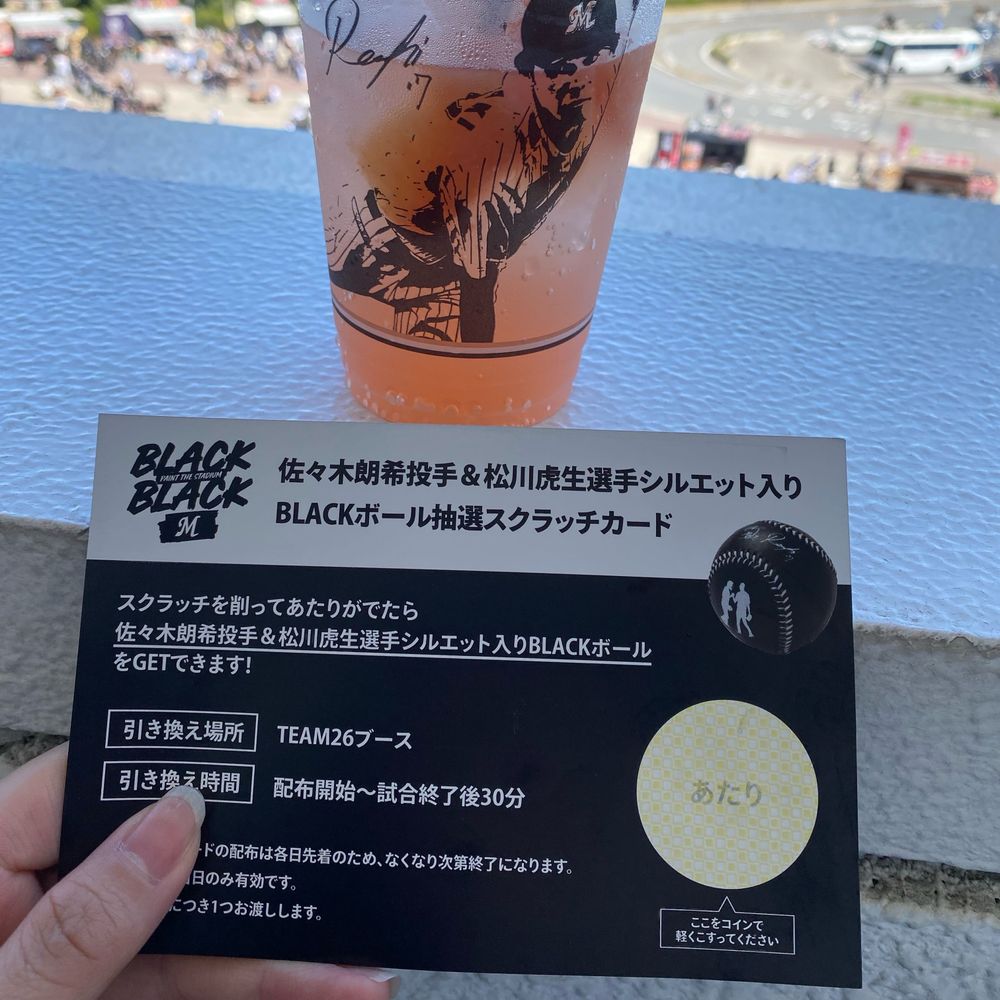 17
M
BLACK
PAINT THE STADIUM
BLACK
M
佐々木朗希投手＆松川虎生選手シルエット入り
BLACKボール抽選スクラッチカード
スクラッチを削ってあたりがでたら
佐々木朗希投手＆松川虎生選手シルエット入りBLACKボール
をGETできます!
引き換え場所 TEAM26ブース
引き換え時間 配布開始〜試合終了後30分
あたり
ードの配布は各日先着のため、なくなり次第終了になります。
日のみ有効です。
につき1つお渡しします。
ここをコインで
軽くこすってください